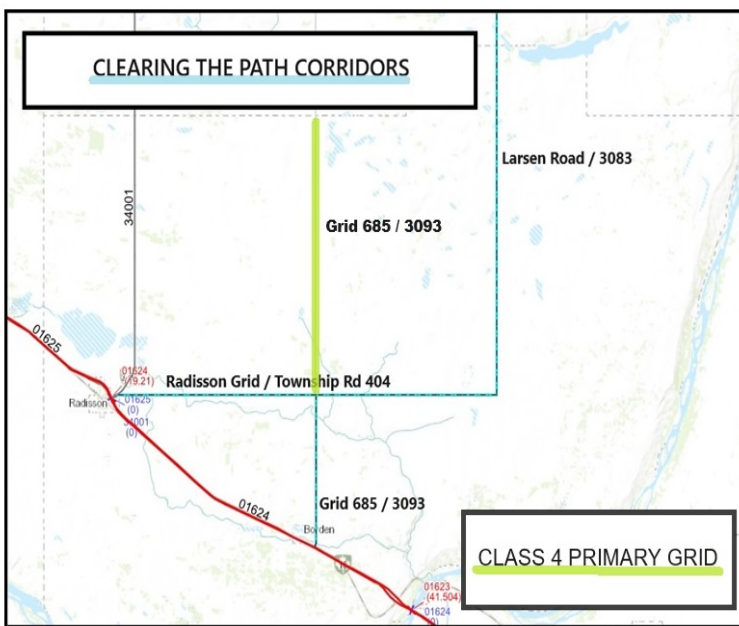 CLEARING THE PATH CORRIDORS
Larsen Road / 3083
34001
Grid 685 / 3093
01625
01624
(19.21)
Radisson Grid / Township Rd 404
Radisson
01625
(0)
34001
(0)
01624
Grid 685 / 3093
Borden
CLASS 4 PRIMARY GRID
01623
(41.504)
01624